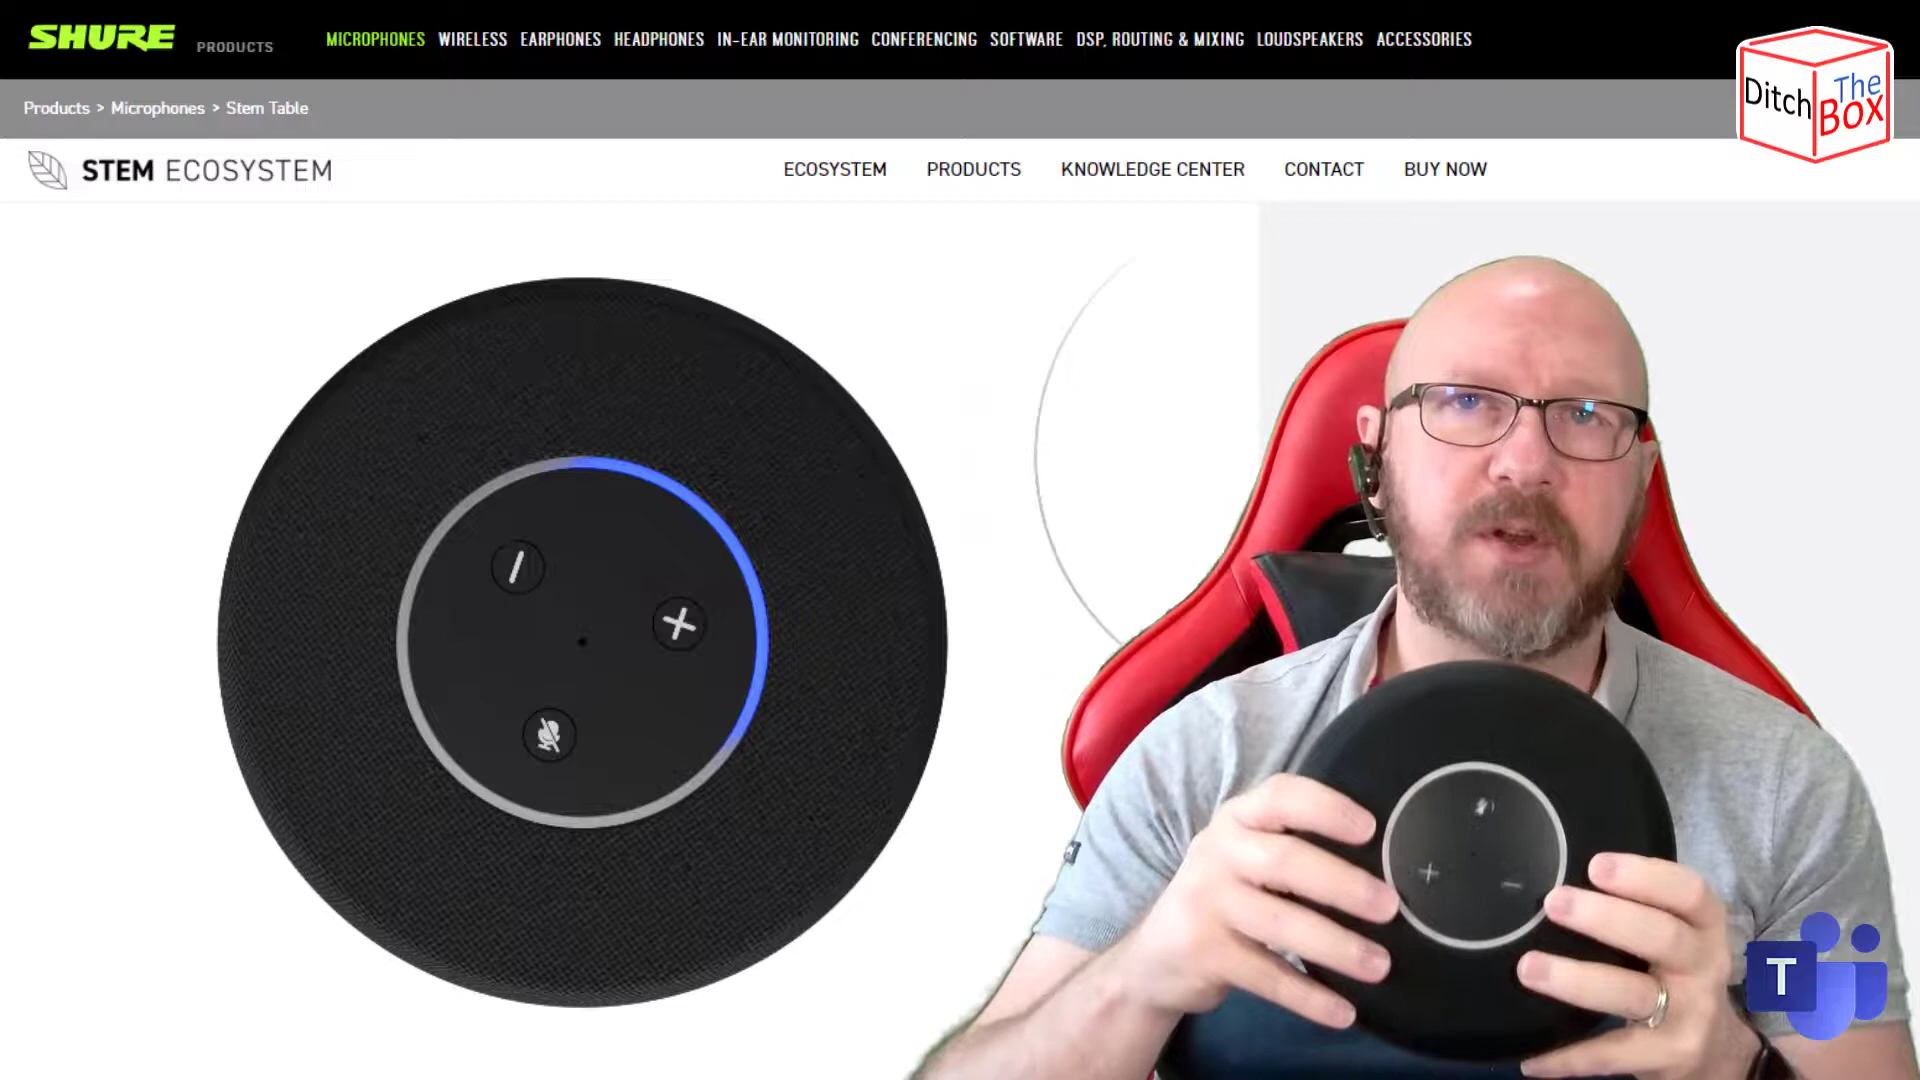 SHURE PRODUCTS MICROPHONES WIRELESS EARPHONES HEADPHONES IN-EAR MONITORING CONFERENCING SOFTWARE DSP, ROUTING & MIXING LOUDSPEAKERS ACCESSORIES
Ditch The BOX
Products > Microphones > Stem Table
STEM ECOSYSTEM ECOSYSTEM PRODUCTS KNOWLEDGE CENTER CONTACT BUY NOW
T